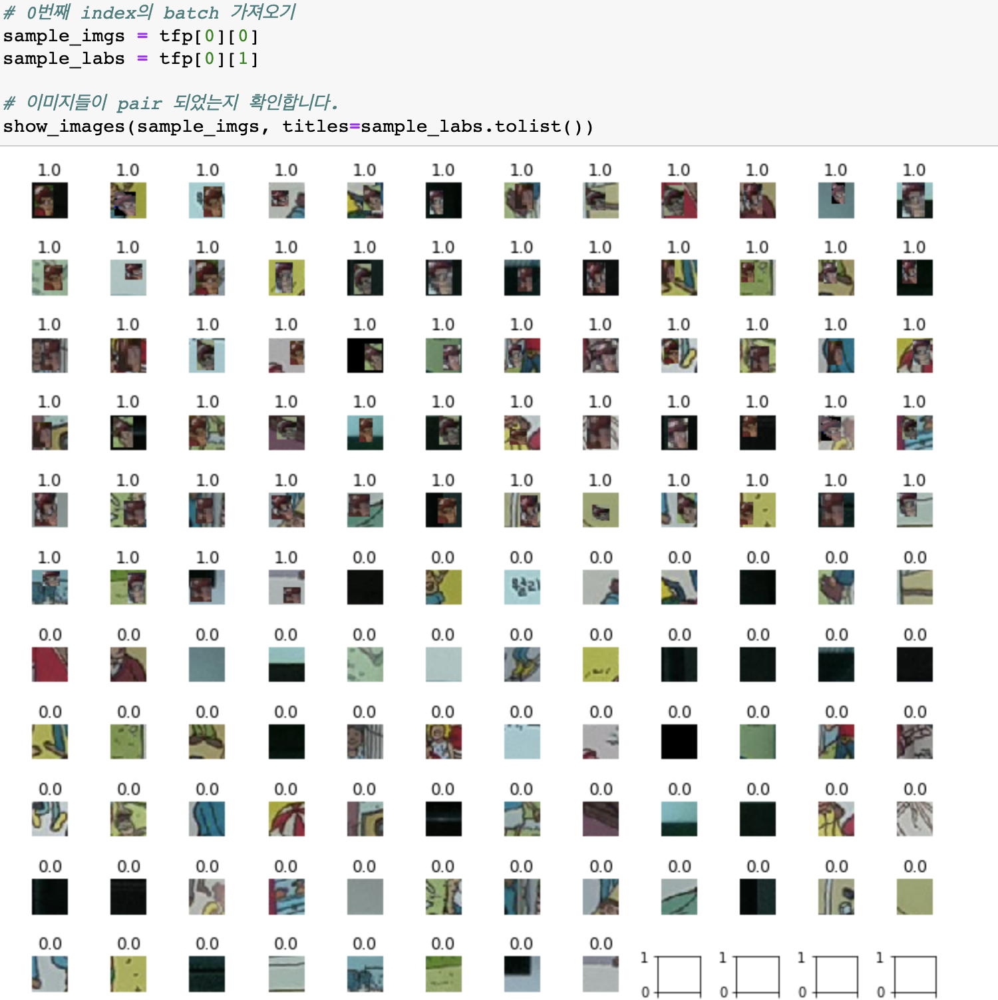 # 0번째 index의 batch 가져오기
sample_imgs = tfp[0][0]
sample_labs = tfp[0][1]
# 이미지들이 pair 되었는지 확인합니다.
show_images(sample_imgs, titles=sample_labs.tolist())
1.0 1.0 1.0 1.0 1.0 1.0 1.0 1.0 1.0 1.0 1.0 1.0
1.0 1.0 1.0 1.0 1.0 1.0 1.0 1.0 1.0 1.0 1.0 1.0
1.0 1.0 1.0 1.0 1.0 1.0 1.0 1.0 1.0 1.0 1.0 1.0
1.0 1.0 1.0 1.0 1.0 1.0 1.0 1.0 1.0 1.0 1.0 1.0
1.0 1.0 1.0 1.0 1.0 1.0 1.0 1.0 1.0 1.0 1.0 1.0
1.0 1.0 1.0 1.0 0.0 0.0 0.0 0.0 0.0 0.0 0.0 0.0
0.0 0.0 0.0 0.0 0.0 0.0 0.0 0.0 0.0 0.0 0.0 0.0
0.0 0.0 0.0 0.0 0.0 0.0 0.0 0.0 0.0 0.0 0.0 0.0
0.0 0.0 0.0 0.0 0.0 0.0 0.0 0.0 0.0 0.0 0.0 0.0
0.0 0.0 0.0 0.0 0.0 0.0 0.0 0.0 0.0 0.0 0.0 0.0
0.0 0.0 0.0 0.0 0.0 0.0 0.0 0.0
1 1 1 1
0 0 0 0